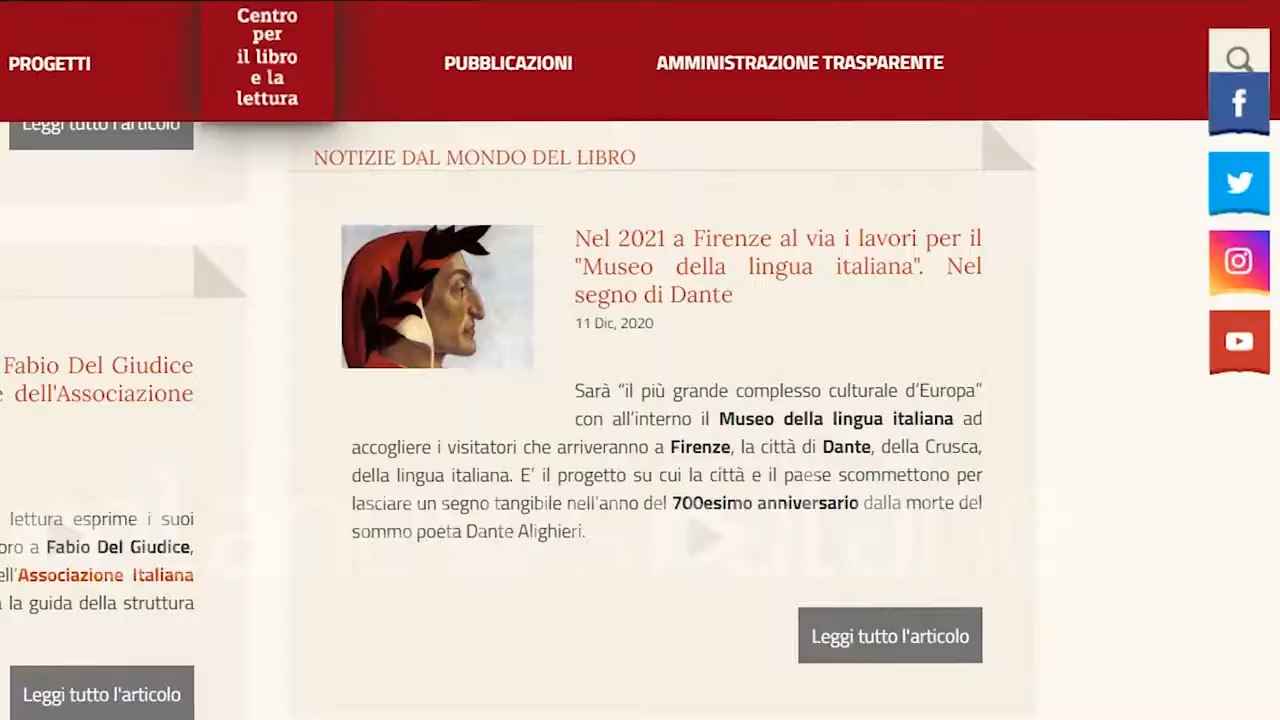 PROGETTI
Centro
per
il libro
e la
lettura
PUBBLICAZIONI
AMMINISTRAZIONE TRASPARENTE
Leggi tutto l'articolo
Fabio Del Giudice
dell'Associazione
lettura esprime i suoi
a Fabio Del Giudice,
Associazione Italiana
la guida della struttura
Leggi tutto l'articolo
NOTIZIE DAL MONDO DEL LIBRO
Nel 2021 a Firenze al via i lavori per il
"Museo della lingua italiana". Nel
segno di Dante
11 Dic, 2020
Sarà “il più grande complesso culturale d’Europa”
con all’interno il Museo della lingua italiana ad
accogliere i visitatori che arriveranno a Firenze, la città di Dante, della Crusca,
della lingua italiana. E’ il progetto su cui la città e il paese scommettono per
lasciare un segno tangibile nell’anno del 700esimo anniversario dalla morte del
sommo poeta Dante Alighieri.
Leggi tutto l'articolo